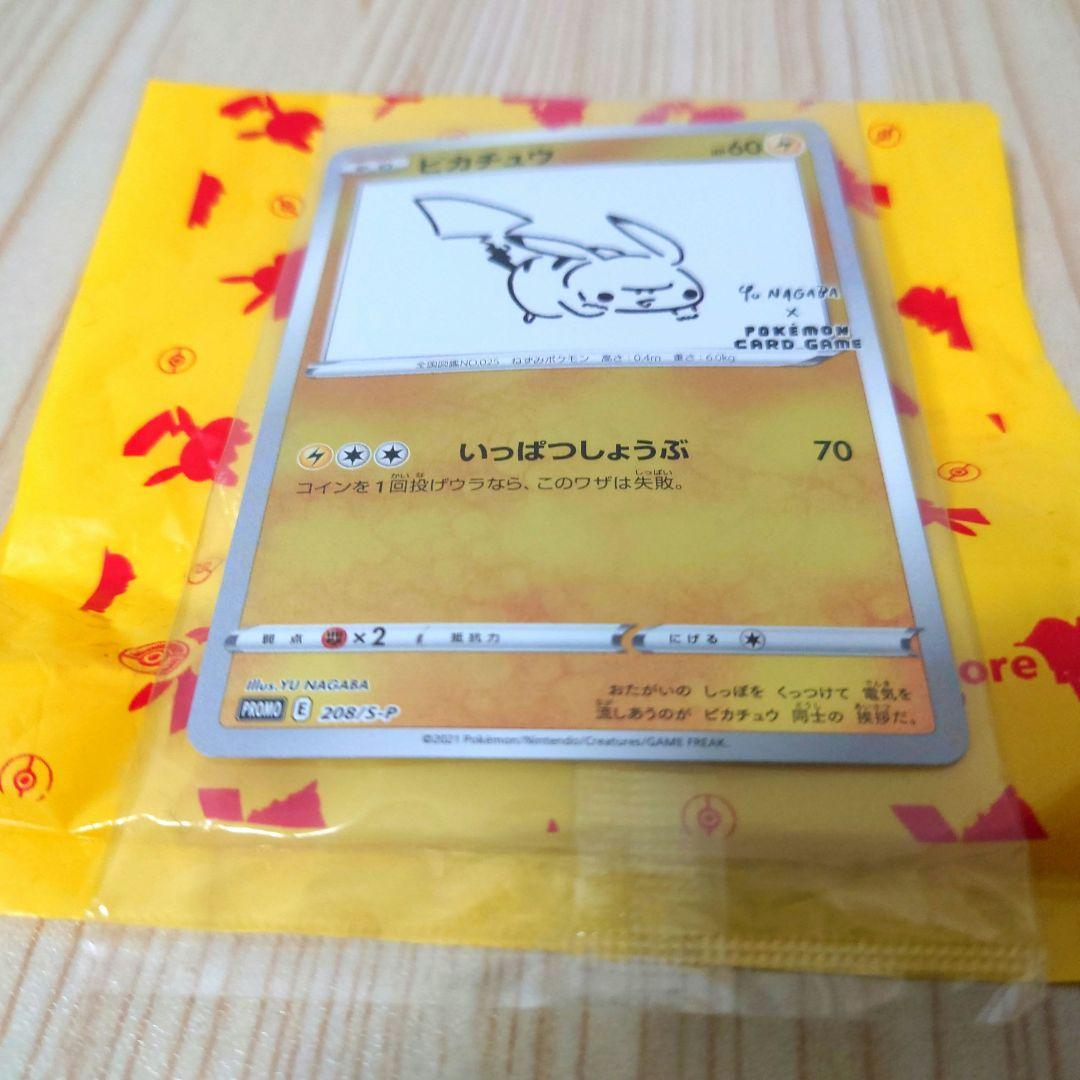 ピカチュウ HP60
Yu NAGABA
×
POKÉMON
CARD GAME
全国図鑑NO.025 ねずみポケモン 高さ:0.4m 重さ:6.0kg
いっぱつしょうぶ 70
コインを1回投げウラなら、このワザは失敗。
弱点 ×2 抵抗力 にげる
Illus.YU NAGABA
PROMO E 208/S-P
おたがいの しっぽを くっつけて 電気を
流しあうのが ピカチュウ 同士の 挨拶だ。
©2021 Pokémon/Nintendo/Creatures/GAME FREAK.
ore